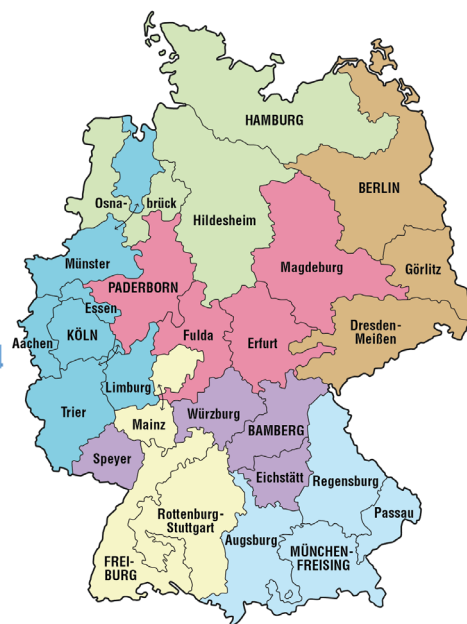 HAMBURG
BERLIN
Osna-
brück
Hildesheim
Münster
Magdeburg
Görlitz
PADERBORN
Essen
Dresden-
Meißen
KÖLN
Aachen
Fulda
Erfurt
Limburg
Trier
Würzburg
Mainz
BAMBERG
Speyer
Eichstätt
Regensburg
Passau
Rottenburg-
Stuttgart
Augsburg
MÜNCHEN-
FREISING
FREI-
BURG